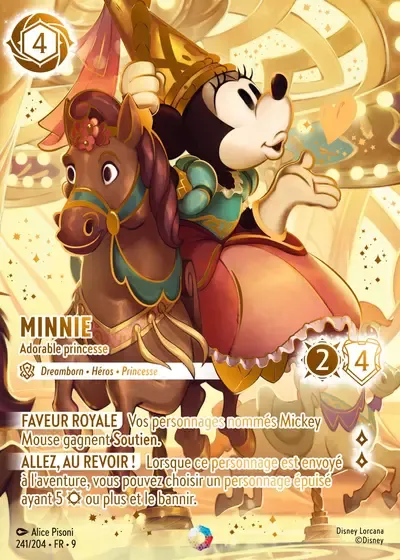 4
MINNIE
Adorable princesse
Dreamborn • Héros • Princesse
2 4
FAVEUR ROYALE Vos personnages nommés Mickey
Mouse gagnent Soutien.
ALLEZ, AU REVOIR ! Lorsque ce personnage est envoyé
à l'aventure, vous pouvez choisir un personnage épuisé
ayant 5 ou plus et le bannir.
Alice Pisoni
241/204 • FR • 9
Disney Lorcana
©Disney